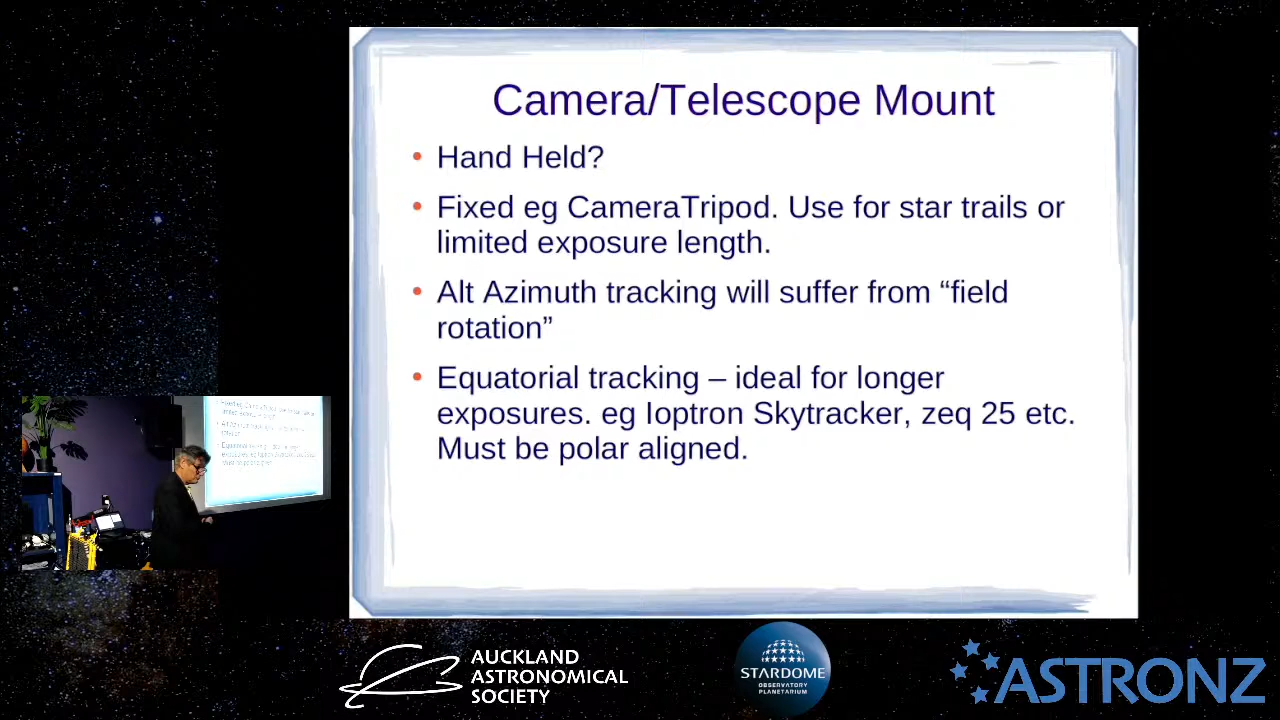 Camera/Telescope Mount
• Hand Held?
• Fixed eg CameraTripod. Use for star trails or
limited exposure length.
• Alt Azimuth tracking will suffer from “field
rotation”
• Equatorial tracking – ideal for longer
exposures. eg Ioptron Skytracker, zeq 25 etc.
Must be polar aligned.
AUCKLAND
ASTRONOMICAL
SOCIETY
STARDOME
OBSERVATORY
PLANETARIUM
ASTRONZ